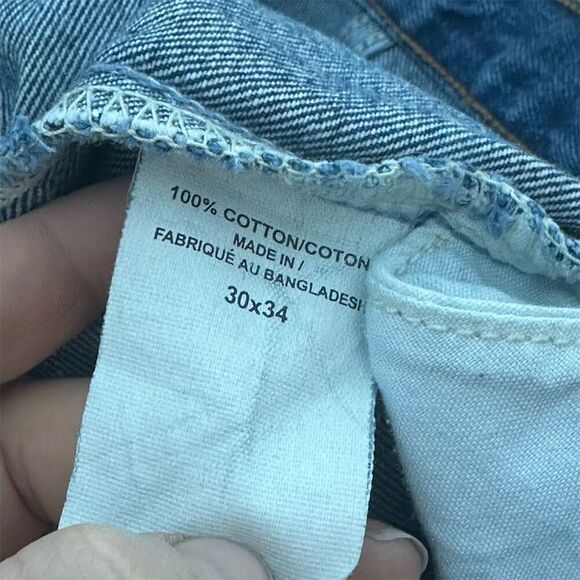 100% COTTON/COTON
MADE IN /
FABRIQUÉ AU BANGLADESH
30x34